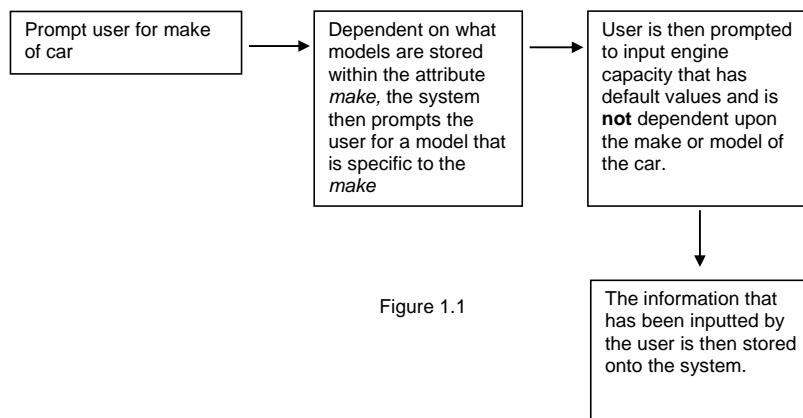 Prompt user for make
of car
Dependent on what
models are stored
within the attribute
make, the system
then prompts the
user for a model that
is specific to the
make
User is then prompted
to input engine
capacity that has
default values and is
not dependent upon
the make or model of
the car.
Figure 1.1
The information that
has been inputted by
the user is then stored
onto the system.